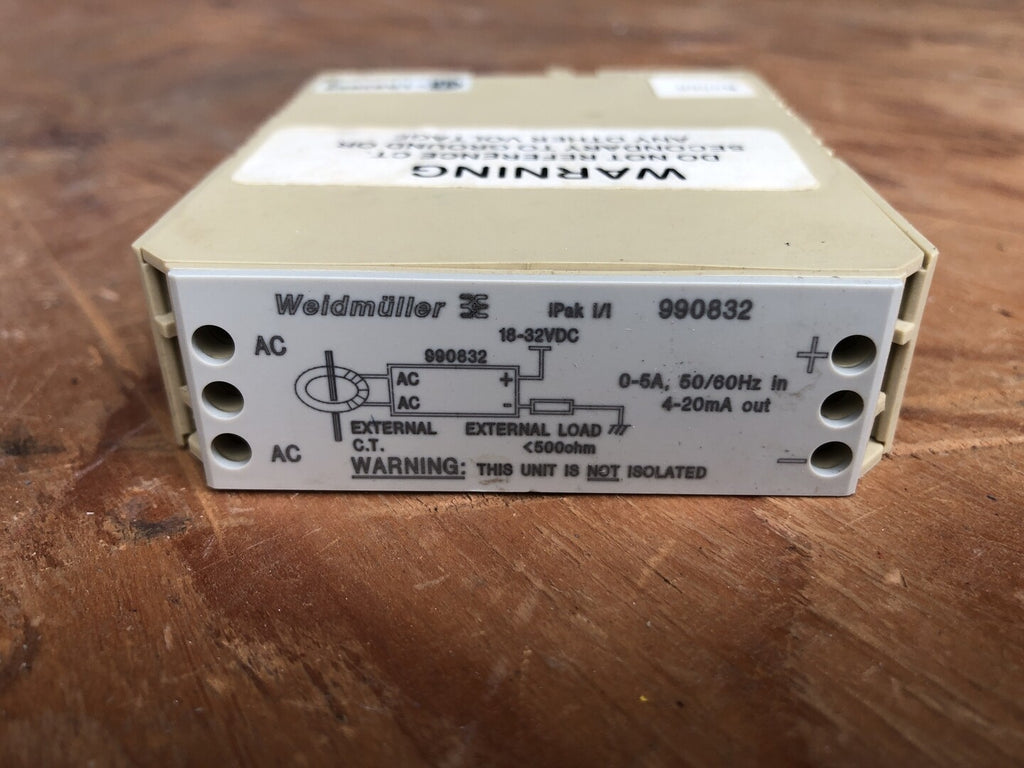 WARNING
DO NOT REFERENCE CT.
SECONDARY TO GROUND OR
ANY OTHER VOLTAGE
Weidmüller iPak i/I 990832
18-32VDC
AC
990832
AC +
AC -
+
0-5A, 50/60Hz in
4-20mA out
EXTERNAL
C.T.
EXTERNAL LOAD
<500ohm
AC
-
WARNING: THIS UNIT IS NOT ISOLATED